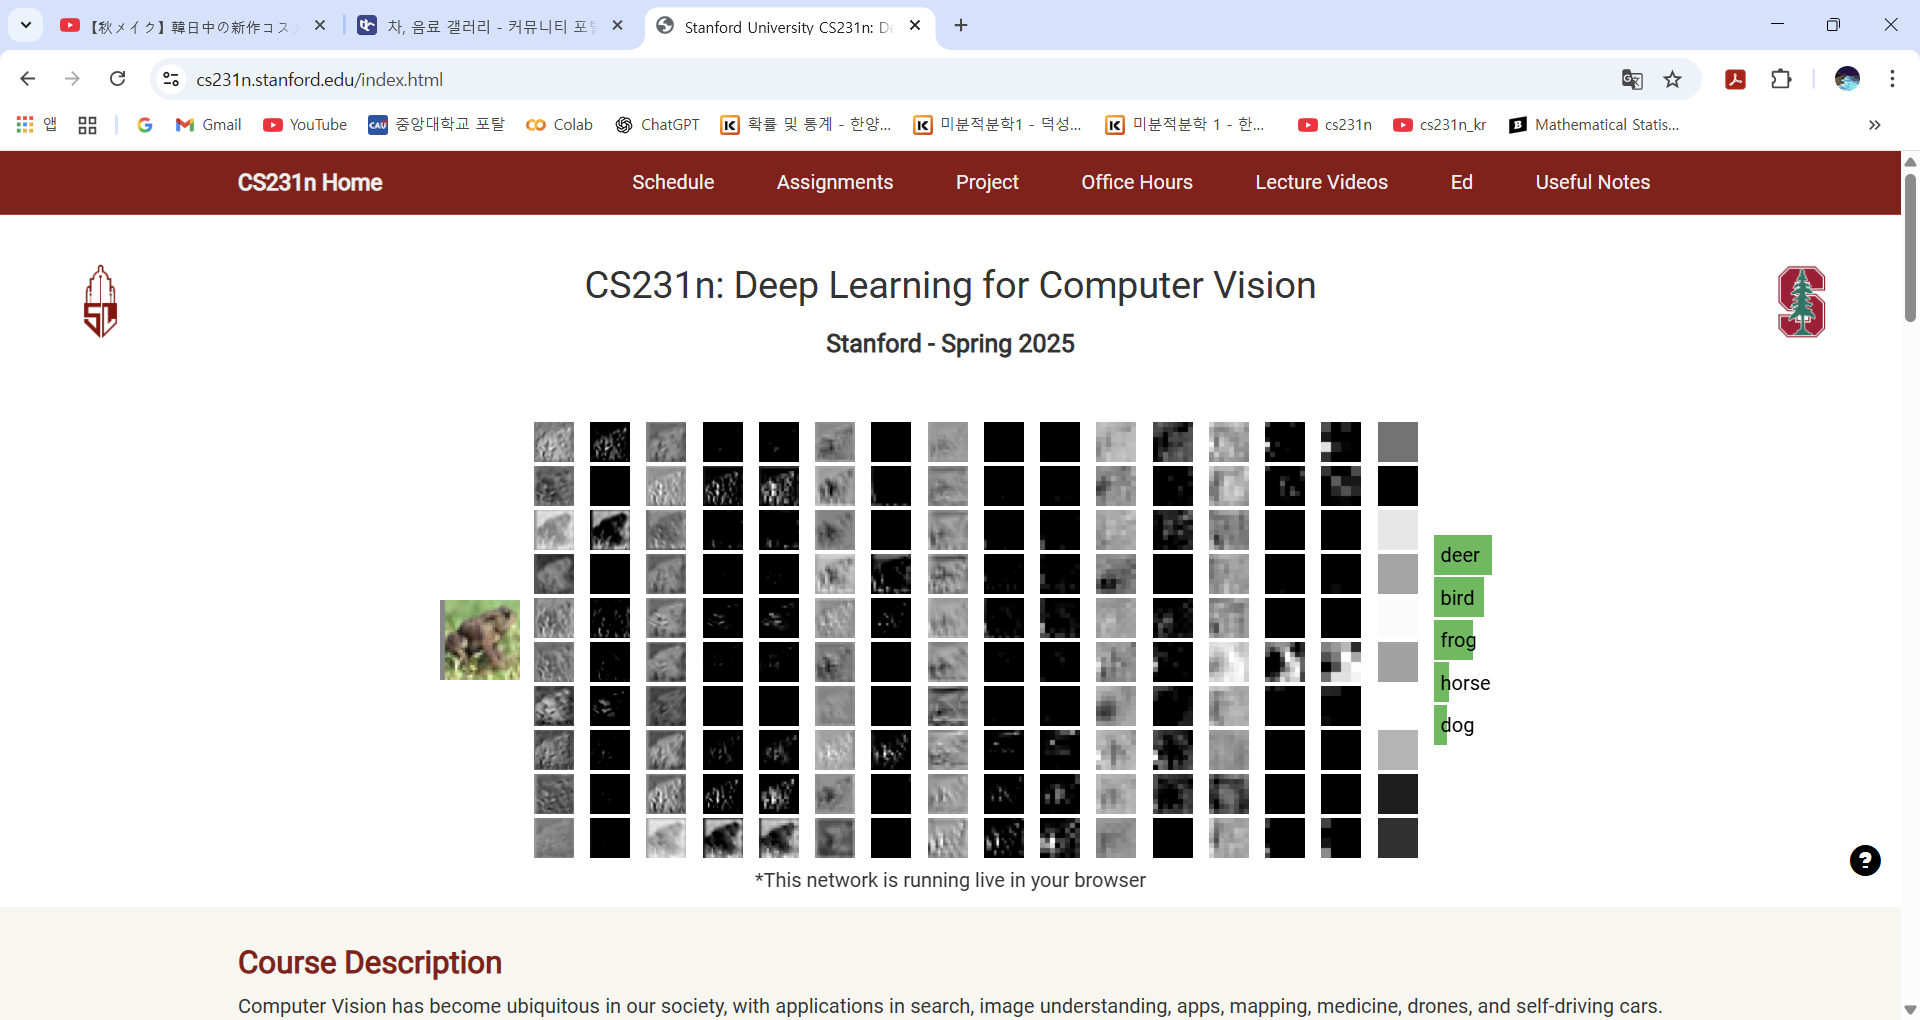 【秋メイク】韓日中の新作コス
차, 음료 갤러리 - 커뮤니티 포털
Stanford University CS231n: De
cs231n.stanford.edu/index.html
앱
Gmail
YouTube
CAU 중앙대학교 포탈
Colab
ChatGPT
확률 및 통계 - 한양...
미분적분학1 - 덕성...
미분적분학 1 - 한...
cs231n
cs231n_kr
Mathematical Statis...
CS231n Home
Schedule
Assignments
Project
Office Hours
Lecture Videos
Ed
Useful Notes
CS231n: Deep Learning for Computer Vision
Stanford - Spring 2025
deer
bird
frog
horse
dog
*This network is running live in your browser
Course Description
Computer Vision has become ubiquitous in our society, with applications in search, image understanding, apps, mapping, medicine, drones, and self-driving cars.